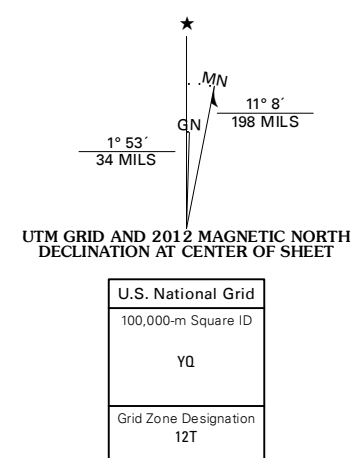 ★
MN
GN
11° 8´
198 MILS
1° 53´
34 MILS
UTM GRID AND 2012 MAGNETIC NORTH
DECLINATION AT CENTER OF SHEET
U.S. National Grid
100,000-m Square ID
YQ
Grid Zone Designation
12T